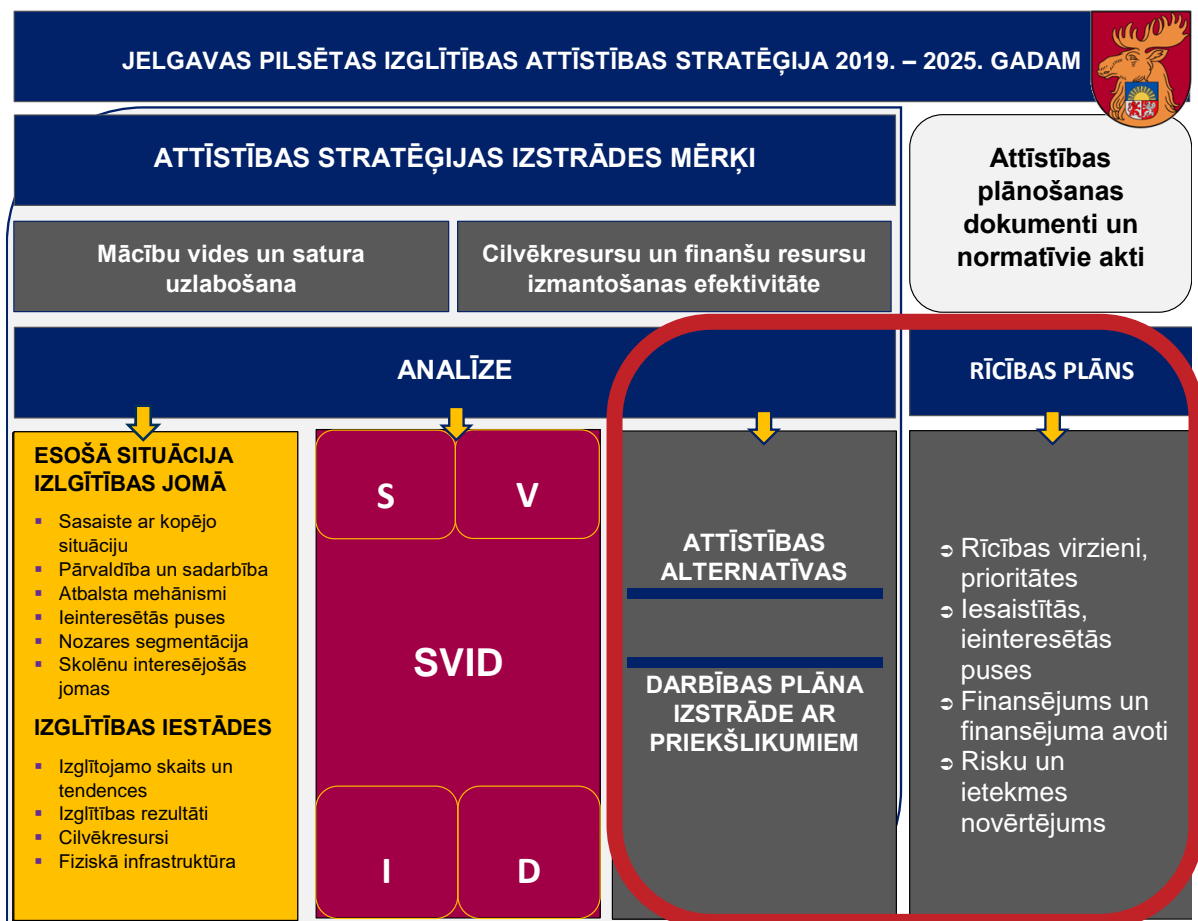 JELGAVAS PILSĒTAS IZGLĪTĪBAS ATTĪSTĪBAS STRATĒĢIJA 2019. – 2025. GADAM
ATTĪSTĪBAS STRATĒĢIJAS IZSTRĀDES MĒRĶI
Mācību vides un satura
uzlabošana
Cilvēkresursu un finanšu resursu
izmantošanas efektivitāte
Attīstības
plānošanas
dokumenti un
normatīvie akti
ANALĪZE
RĪCĪBAS PLĀNS
ESOŠĀ SITUĀCIJA
IZLGĪTĪBAS JOMĀ
▪ Sasaiste ar kopējo
situāciju
▪ Pārvaldība un sadarbība
▪ Atbalsta mehānismi
▪ Ieinteresētās puses
▪ Nozares segmentācija
▪ Skolēnu interesējošās
jomas
IZGLĪTĪBAS IESTĀDES
▪ Izglītojamo skaits un
tendences
▪ Izglītības rezultāti
▪ Cilvēkresursi
▪ Fiziskā infrastruktūra
S
V
SVID
I
D
ATTĪSTĪBAS
ALTERNATĪVAS
DARBĪBAS PLĀNA
IZSTRĀDE AR
PRIEKŠLIKUMIEM
➲ Rīcības virzieni,
prioritātes
➲ Iesaistītās,
ieinteresētās
puses
➲ Finansējums un
finansējuma avoti
➲ Risku un
ietekmes
novērtējums